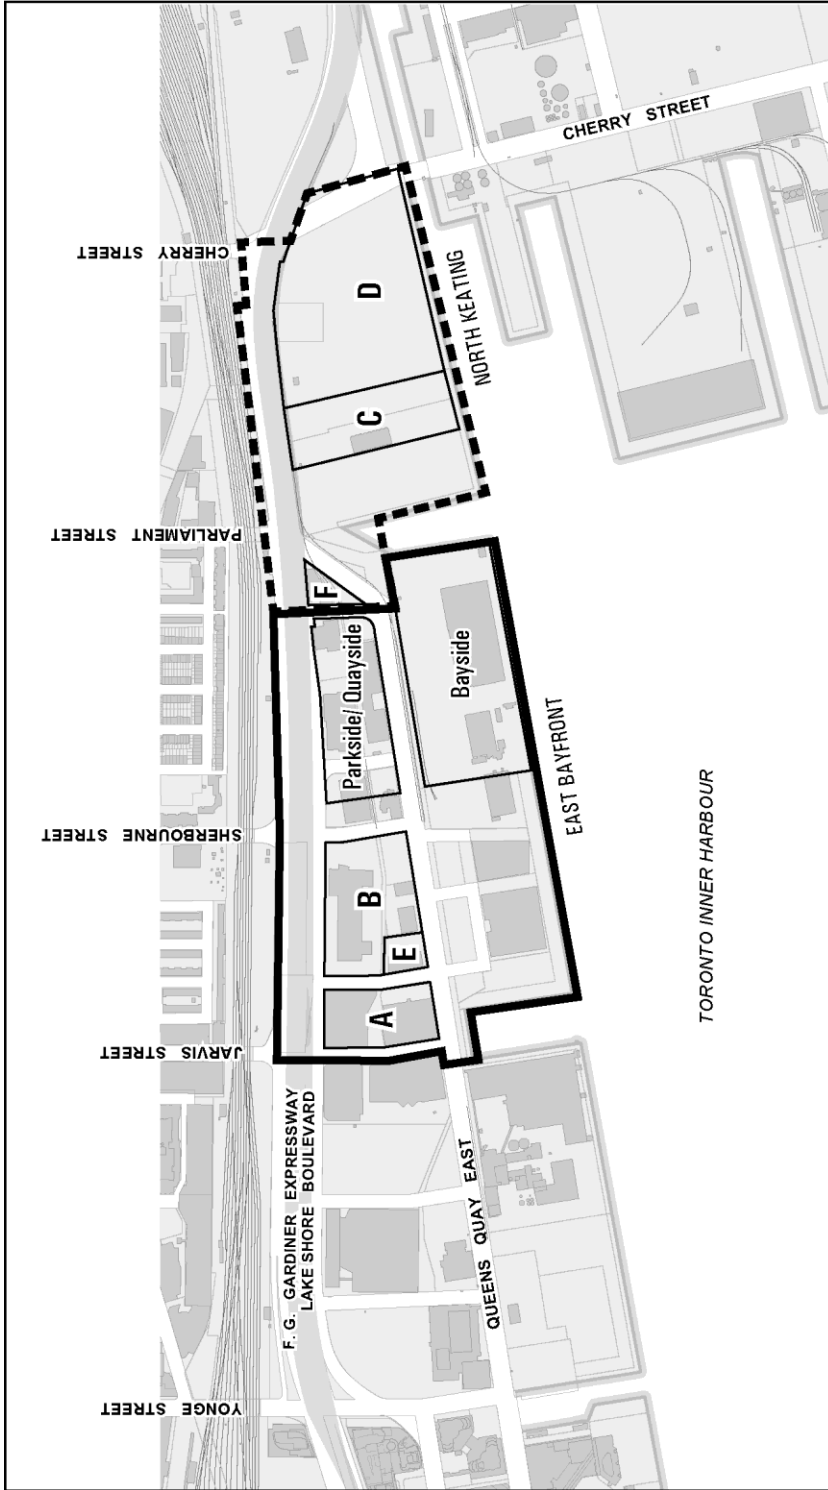 CHERRY STREET
CHERRY STREET
D
NORTH KEATING
C
PARLIAMENT STREET
F
Parkside/ Quayside
Bayside
EAST BAYFRONT
SHERBOURNE STREET
B
E
A
TORONTO INNER HARBOUR
JARVIS STREET
F. G. GARDINER EXPRESSWAY
LAKE SHORE BOULEVARD
QUEENS QUAY EAST
YONGE STREET